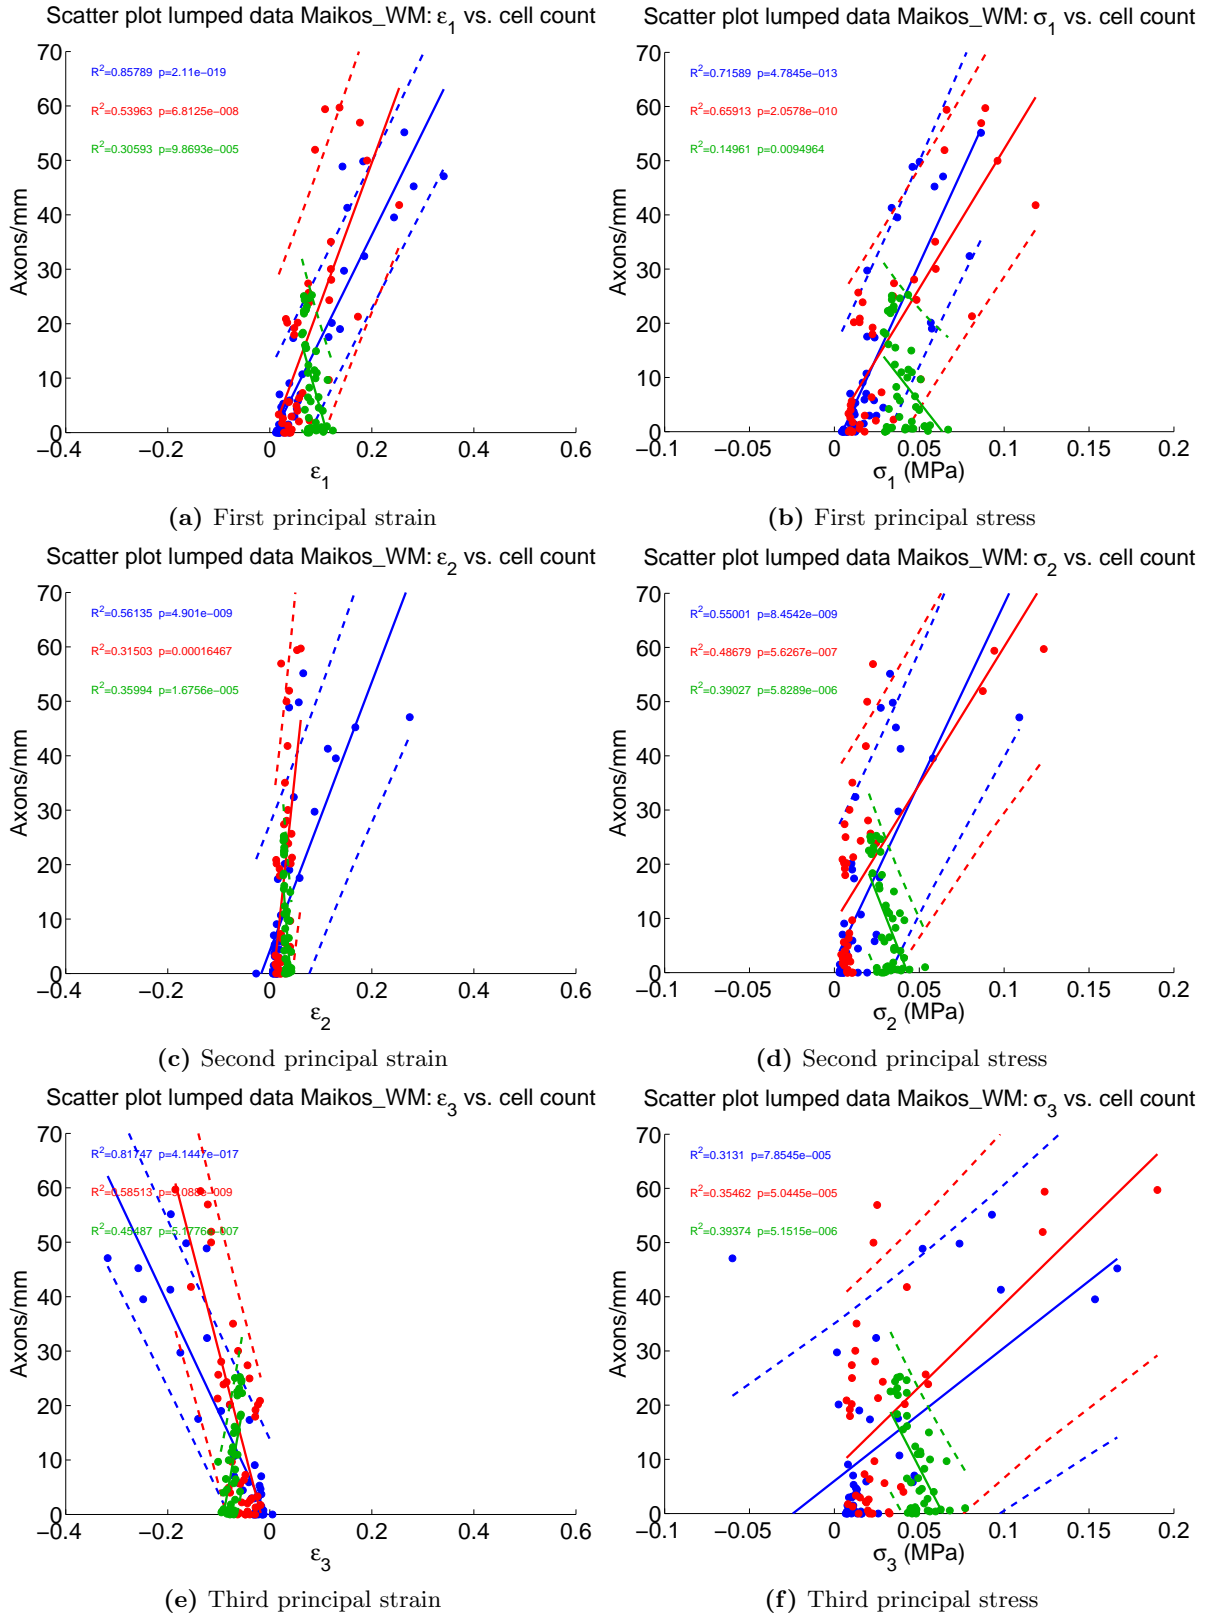 Scatter plot lumped data Maikos_WM: ε1 vs. cell count
R2=0.85789 p=2.11e−019
R2=0.53963 p=6.8125e−008
R2=0.30593 p=9.8693e−005
Axons/mm
70
60
50
40
30
20
10
0
−0.4 −0.2 0 0.2 0.4 0.6
ε1
(a) First principal strain
Scatter plot lumped data Maikos_WM: σ1 vs. cell count
R2=0.71589 p=4.7845e−013
R2=0.65913 p=2.0578e−010
R2=0.14961 p=0.0094964
Axons/mm
70
60
50
40
30
20
10
0
−0.1 −0.05 0 0.05 0.1 0.15 0.2
σ1 (MPa)
(b) First principal stress
Scatter plot lumped data Maikos_WM: ε2 vs. cell count
R2=0.56135 p=4.901e−009
R2=0.31503 p=0.00016467
R2=0.35994 p=1.6756e−005
Axons/mm
70
60
50
40
30
20
10
0
−0.4 −0.2 0 0.2 0.4 0.6
ε2
(c) Second principal strain
Scatter plot lumped data Maikos_WM: σ2 vs. cell count
R2=0.55001 p=8.4542e−009
R2=0.48679 p=5.6267e−007
R2=0.39027 p=5.8289e−006
Axons/mm
70
60
50
40
30
20
10
0
−0.1 −0.05 0 0.05 0.1 0.15 0.2
σ2 (MPa)
(d) Second principal stress
Scatter plot lumped data Maikos_WM: ε3 vs. cell count
R2=0.81747 p=4.1447e−017
R2=0.58513
R2=0.45487 p=5.1776e−007
Axons/mm
70
60
50
40
30
20
10
0
−0.4 −0.2 0 0.2 0.4 0.6
ε3
(e) Third principal strain
Scatter plot lumped data Maikos_WM: σ3 vs. cell count
R2=0.3131 p=7.8545e−005
R2=0.35462 p=5.0445e−005
R2=0.39374 p=5.1515e−006
Axons/mm
70
60
50
40
30
20
10
0
−0.1 −0.05 0 0.05 0.1 0.15 0.2
σ3 (MPa)
(f) Third principal stress